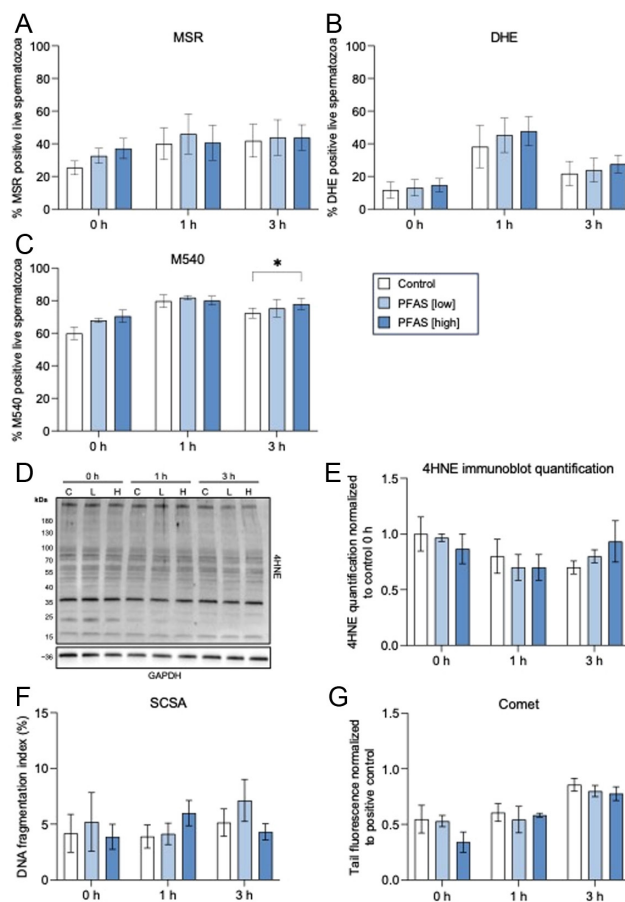 A
MSR
% MSR positive live spermatozoa
100
80
60
40
20
0
0 h
1 h
3 h
B
DHE
% DHE positive live spermatozoa
100
80
60
40
20
0
0 h
1 h
3 h
C
M540
% M540 positive live spermatozoa
100
80
60
40
20
0
*
0 h
1 h
3 h
Control
PFAS [low]
PFAS [high]
D
0 h 1 h 3 h
kDa C L H C L H C L H
180
130
100
70
55
40
35
25
15
~36
4HNE
GAPDH
E
4HNE immunoblot quantification
4HNE quantification normalized
to control 0 h
1.5
1.0
0.5
0.0
0 h
1 h
3 h
F
SCSA
DNA fragmentation index (%)
15
10
5
0
0 h
1 h
3 h
G
Comet
Tail fluorescence normalized
to positive control
1.5
1.0
0.5
0.0
0 h
1 h
3 h